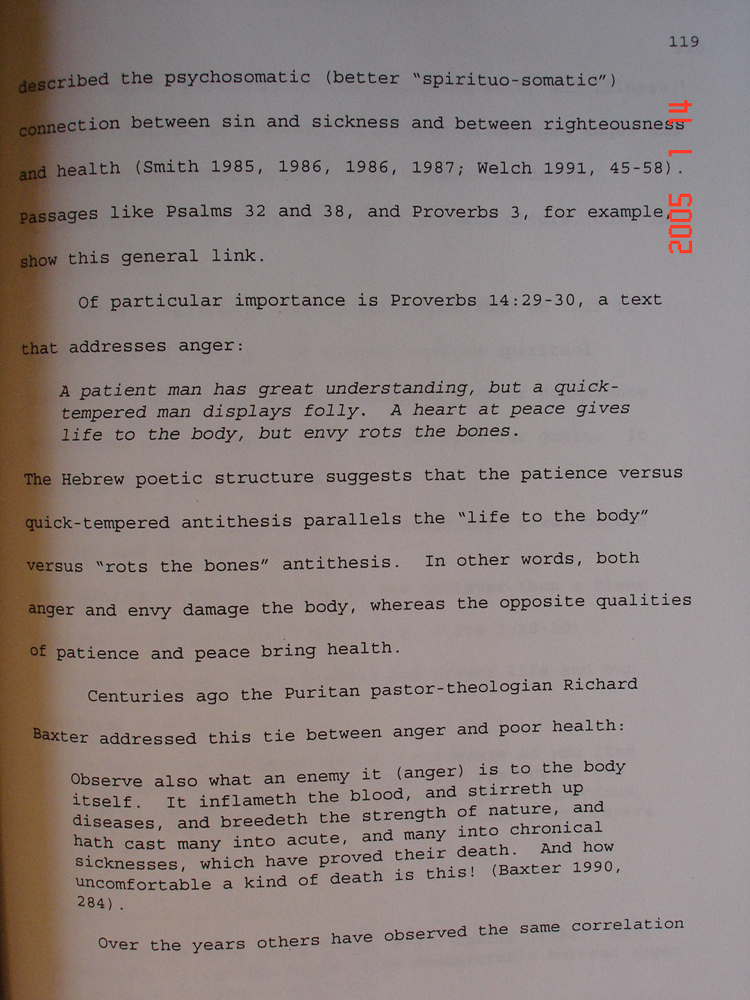 119
described the psychosomatic (better "spirituo-somatic")
connection between sin and sickness and between righteousness
and health (Smith 1985, 1986, 1986, 1987; Welch 1991, 45-58).
Passages like Psalms 32 and 38, and Proverbs 3, for example,
show this general link.
Of particular importance is Proverbs 14:29-30, a text
that addresses anger:
A patient man has great understanding, but a quick-
tempered man displays folly. A heart at peace gives
life to the body, but envy rots the bones.
The Hebrew poetic structure suggests that the patience versus
quick-tempered antithesis parallels the "life to the body"
versus "rots the bones" antithesis. In other words, both
anger and envy damage the body, whereas the opposite qualities
of patience and peace bring health.
Centuries ago the Puritan pastor-theologian Richard
Baxter addressed this tie between anger and poor health:
Observe also what an enemy it (anger) is to the body
itself. It inflameth the blood, and stirreth up
diseases, and breedeth the strength of nature, and
hath cast many into acute, and many into chronical
sicknesses, which have proved their death. And how
uncomfortable a kind of death is this! (Baxter 1990,
284).
Over the years others have observed the same correlation
2005 1 14